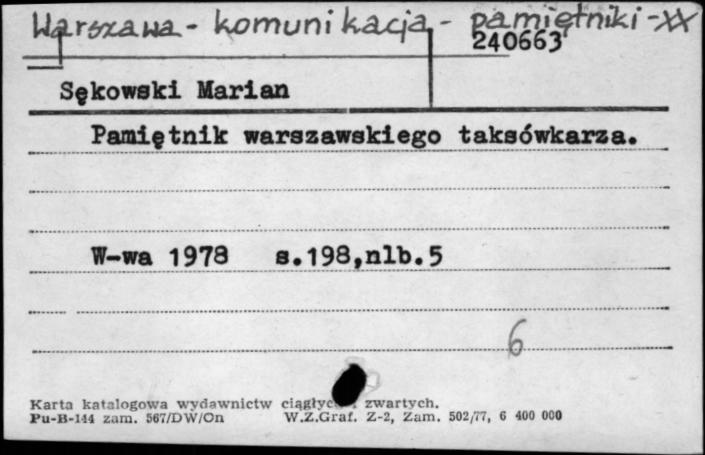 Warszawa - komunikacja - pamiętniki - XX
240663
Sękowski Marian
Pamiętnik warszawskiego taksówkarza.
W-wa 1978 s.198,nlb.5
6
Karta katalogowa wydawnictw zwartych.
Pu-B-144 zam. 567/DW/On W.Z.Graf. Z-2, Zam. 502/77, 6 400 000